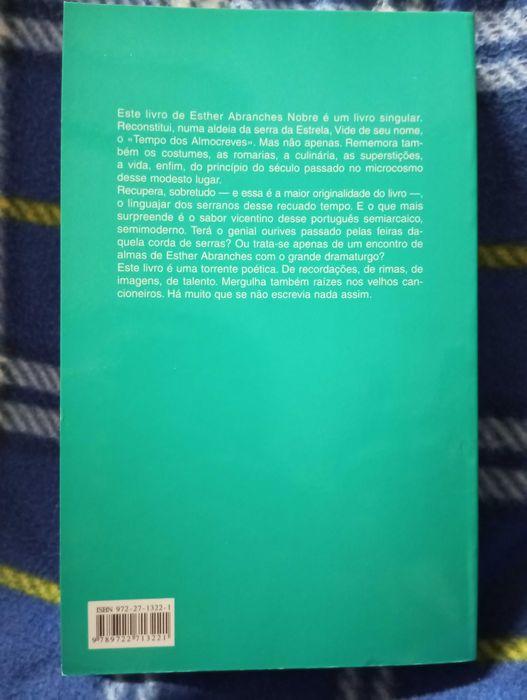 Este livro de Esther Abranches Nobre é um livro singular.
Reconstitui, numa aldeia da serra da Estrela, Vide de seu nome,
o «Tempo dos Almocreves». Mas não apenas. Rememora tam-
bém os costumes, as romarias, a culinária, as superstições,
a vida, enfim, do princípio do século passado no microcosmo
desse modesto lugar.
Recupera, sobretudo — e essa é a maior originalidade do livro —,
o linguajar dos serranos desse recuado tempo. E o que mais
surpreende é o sabor vicentino desse português semiarcaico,
semimoderno. Terá o genial ourives passado pelas feiras da-
quela corda de serras? Ou trata-se apenas de um encontro de
almas de Esther Abranches com o grande dramaturgo?
Este livro é uma torrente poética. De recordações, de rimas, de
imagens, de talento. Mergulha também raízes nos velhos can-
cioneiros. Há muito que se não escrevia nada assim.
ISBN 972-27-1322-1
9 789722 713221